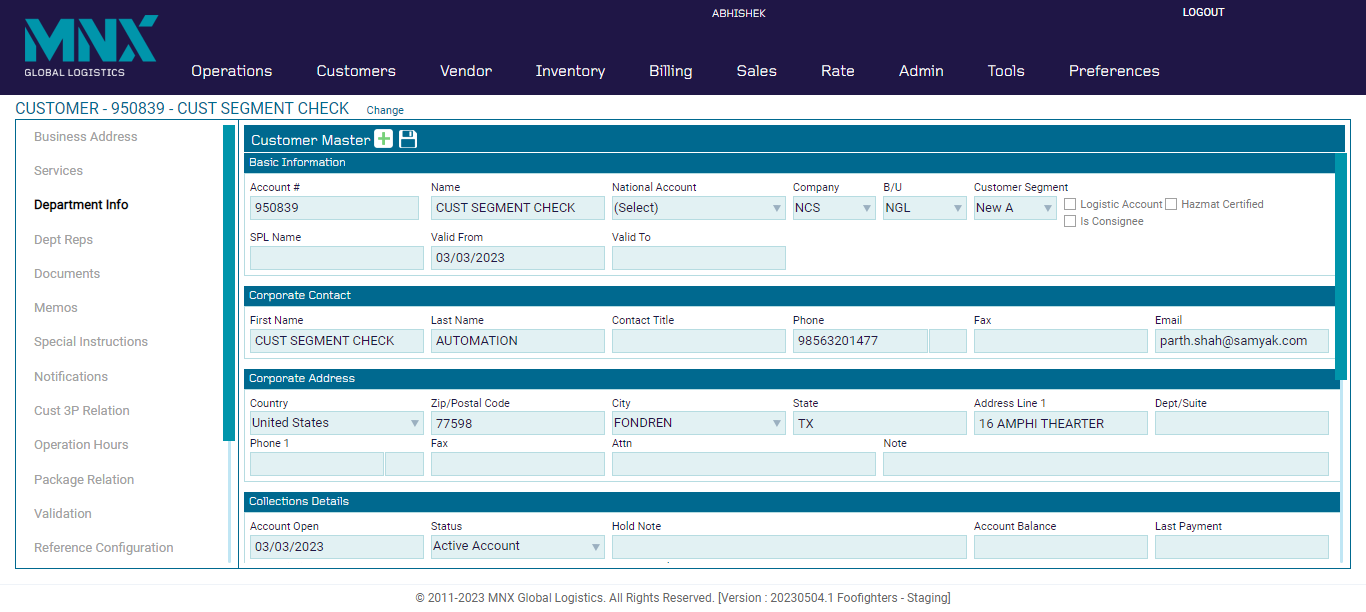 ABHISHEK
LOGOUT
MNX
GLOBAL LOGISTICS
Operations Customers Vendor Inventory Billing Sales Rate Admin Tools Preferences
CUSTOMER - 950839 - CUST SEGMENT CHECK Change
Business Address
Services
Department Info
Dept Reps
Documents
Memos
Special Instructions
Notifications
Cust 3P Relation
Operation Hours
Package Relation
Validation
Reference Configuration
Customer Master
Basic Information
Account # Name National Account Company B/U Customer Segment
950839 CUST SEGMENT CHECK (Select) NCS NGL New A Logistic Account Hazmat Certified
Is Consignee
SPL Name Valid From Valid To
03/03/2023
Corporate Contact
First Name Last Name Contact Title Phone Fax Email
CUST SEGMENT CHECK AUTOMATION 98563201477 parth.shah@samyak.com
Corporate Address
Country Zip/Postal Code City State Address Line 1 Dept/Suite
United States 77598 FONDREN TX 16 AMPHI THEARTER
Phone 1 Fax Attn Note
Collections Details
Account Open Status Hold Note Account Balance Last Payment
03/03/2023 Active Account
© 2011-2023 MNX Global Logistics. All Rights Reserved. [Version : 20230504.1 Foofighters - Staging]